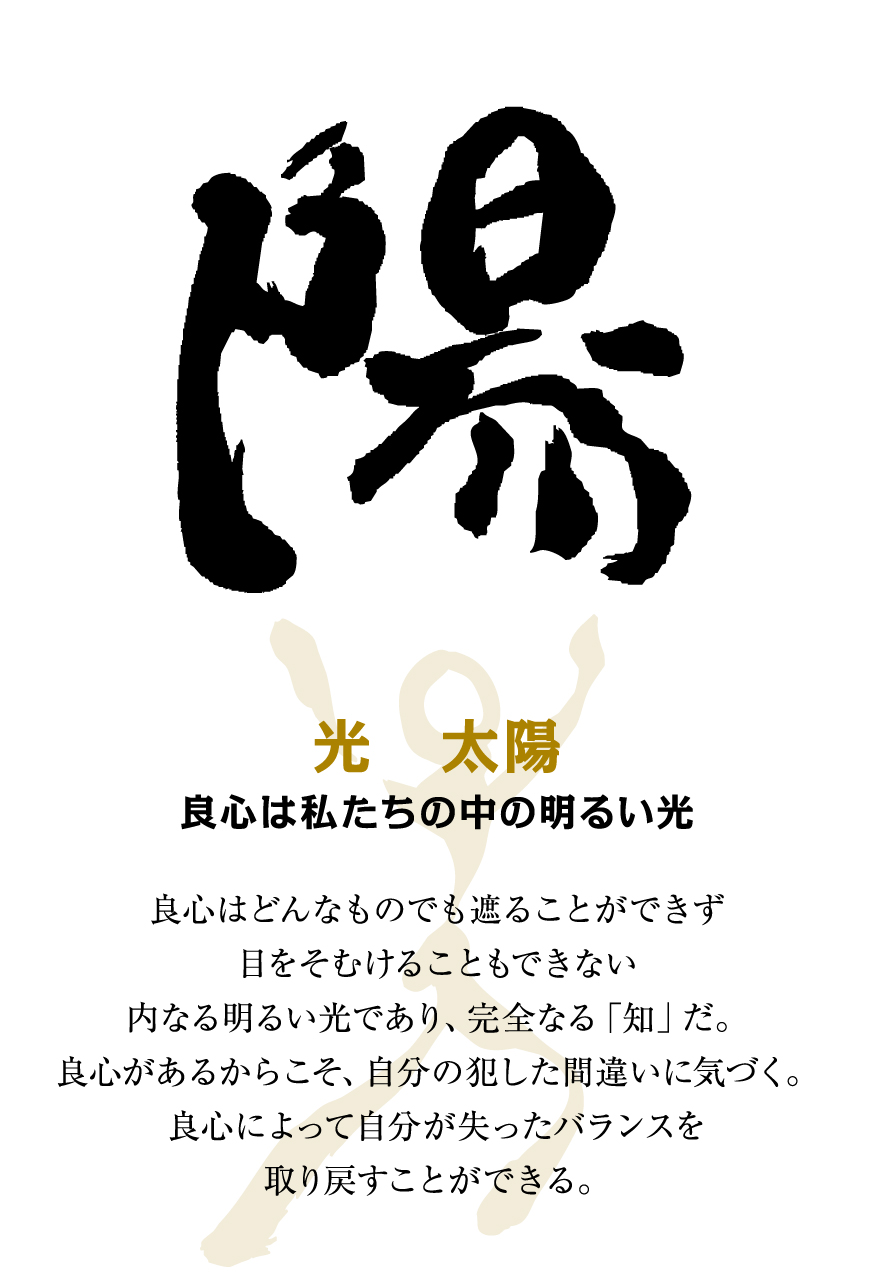 陽
光　太陽
良心は私たちの中の明るい光
良心はどんなものでも遮ることができず
目をそむけることもできない
内なる明るい光であり、完全なる「知」だ。
良心があるからこそ、自分の犯した間違いに気づく。
良心によって自分が失ったバランスを
取り戻すことができる。